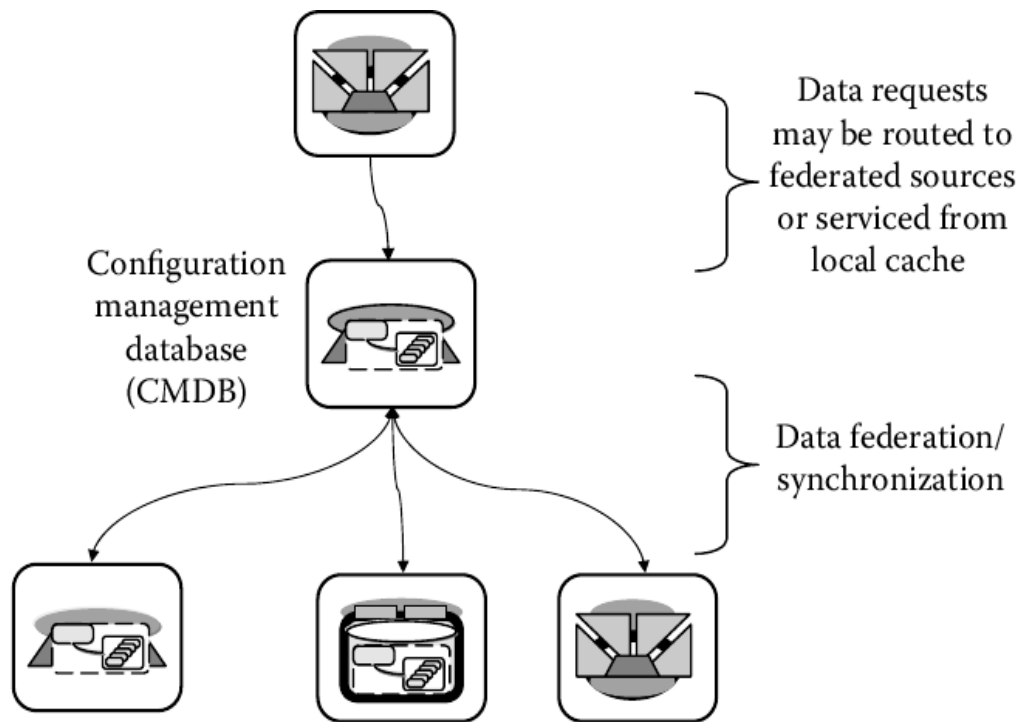 Data requests
may be routed to
federated sources
or serviced from
local cache
Configuration
management
database
(CMDB)
Data federation/
synchronization